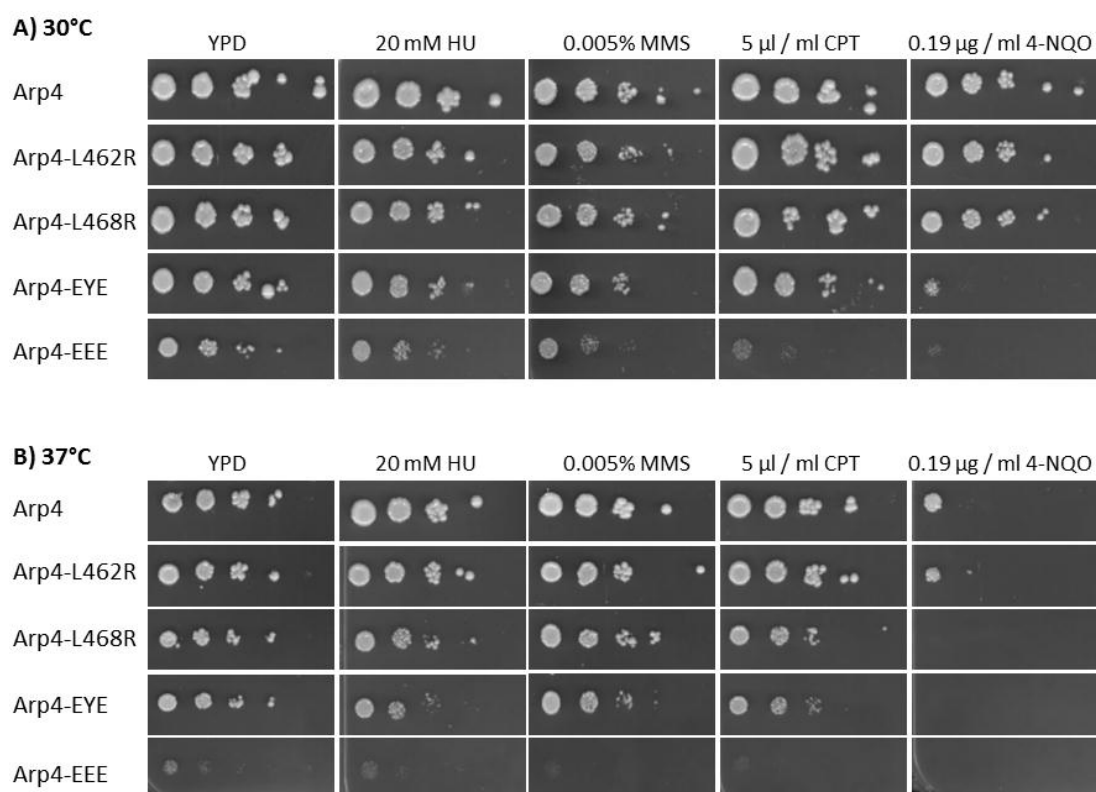 A) 30°C
YPD 20 mM HU 0.005% MMS 5 µl / ml CPT 0.19 µg / ml 4-NQO
Arp4
Arp4-L462R
Arp4-L468R
Arp4-EYE
Arp4-EEE
B) 37°C
YPD 20 mM HU 0.005% MMS 5 µl / ml CPT 0.19 µg / ml 4-NQO
Arp4
Arp4-L462R
Arp4-L468R
Arp4-EYE
Arp4-EEE